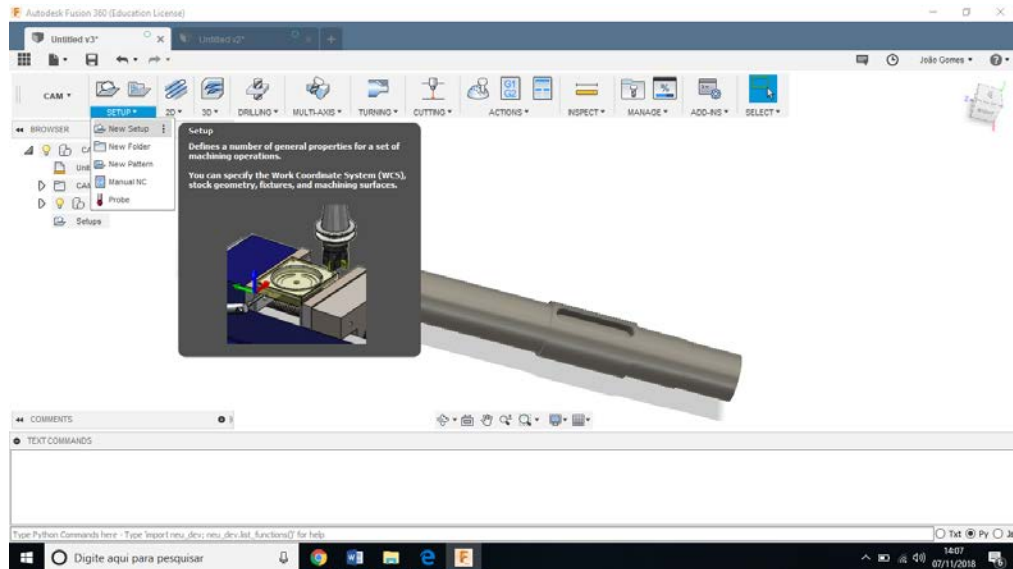 Autodesk Fusion 360 (Education License)
Untitled v3*
Untitled v2*
João Gomes
CAM
SETUP
2D
3D
DRILLING
MULTI-AXIS
TURNING
CUTTING
G1
G2
ACTIONS
INSPECT
MANAGE
ADD-INS
SELECT
BROWSER
New Setup
New Folder
New Pattern
Manual NC
Probe
Setups
Setup
Defines a number of general properties for a set of
machining operations.
You can specify the Work Coordinate System (WCS),
stock geometry, fixtures, and machining surfaces.
COMMENTS
TEXT COMMANDS
Type Python Commands here - Type 'import neu_dev; neu_dev.list_functions()' for help
Txt Py
Digite aqui para pesquisar
14:07
07/11/2018